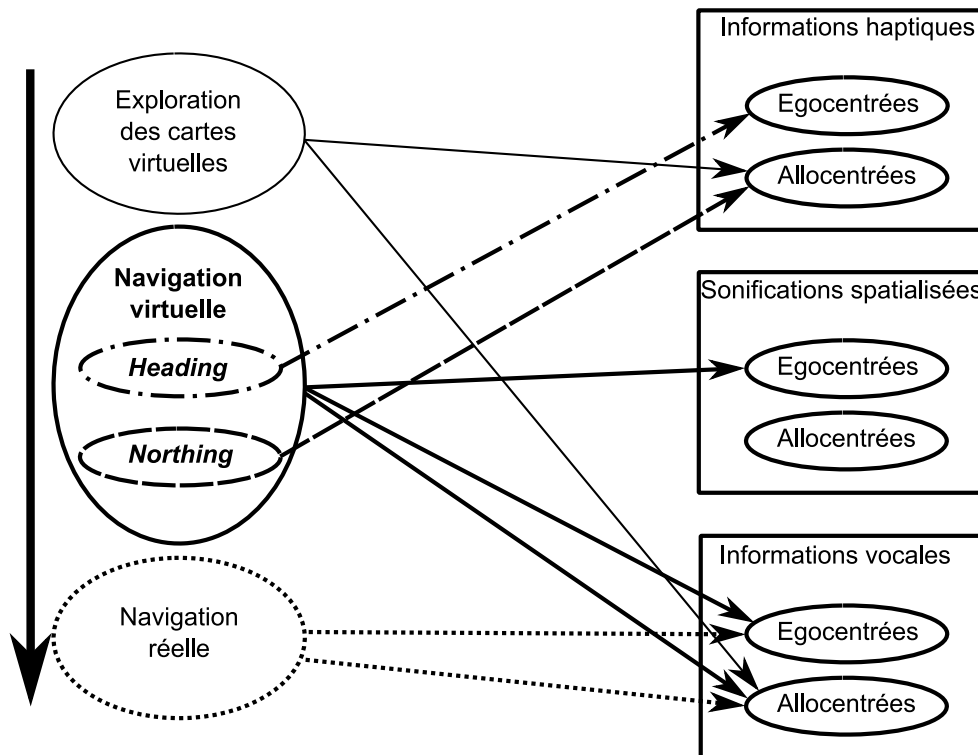 Exploration
des cartes
virtuelles
Navigation
virtuelle
Heading
Northing
Navigation
réelle
Informations haptiques
Egocentrées
Allocentrées
Sonifications spatialisées
Egocentrées
Allocentrées
Informations vocales
Egocentrées
Allocentrées